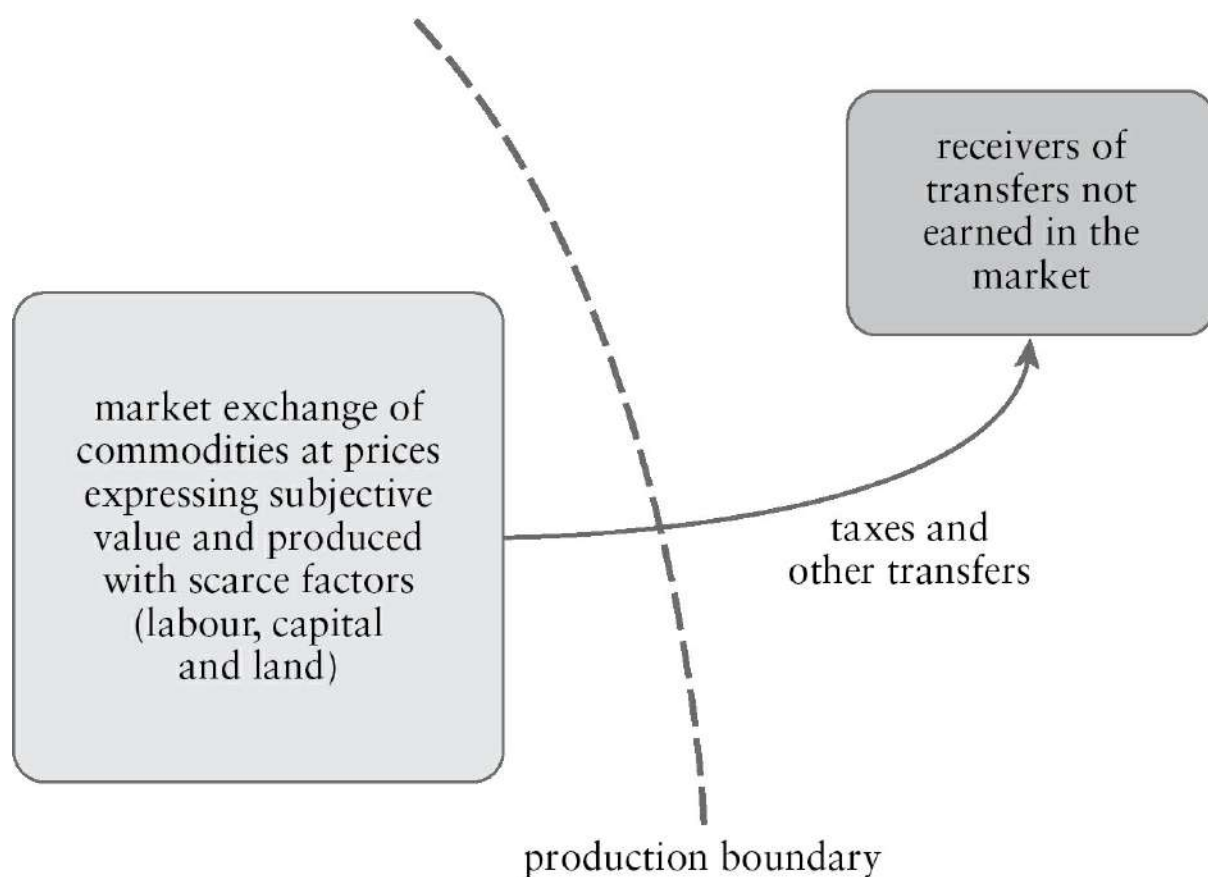 receivers of
transfers not
earned in the
market
market exchange of
commodities at prices
expressing subjective
value and produced
with scarce factors
(labour, capital
and land)
taxes and
other transfers
production boundary